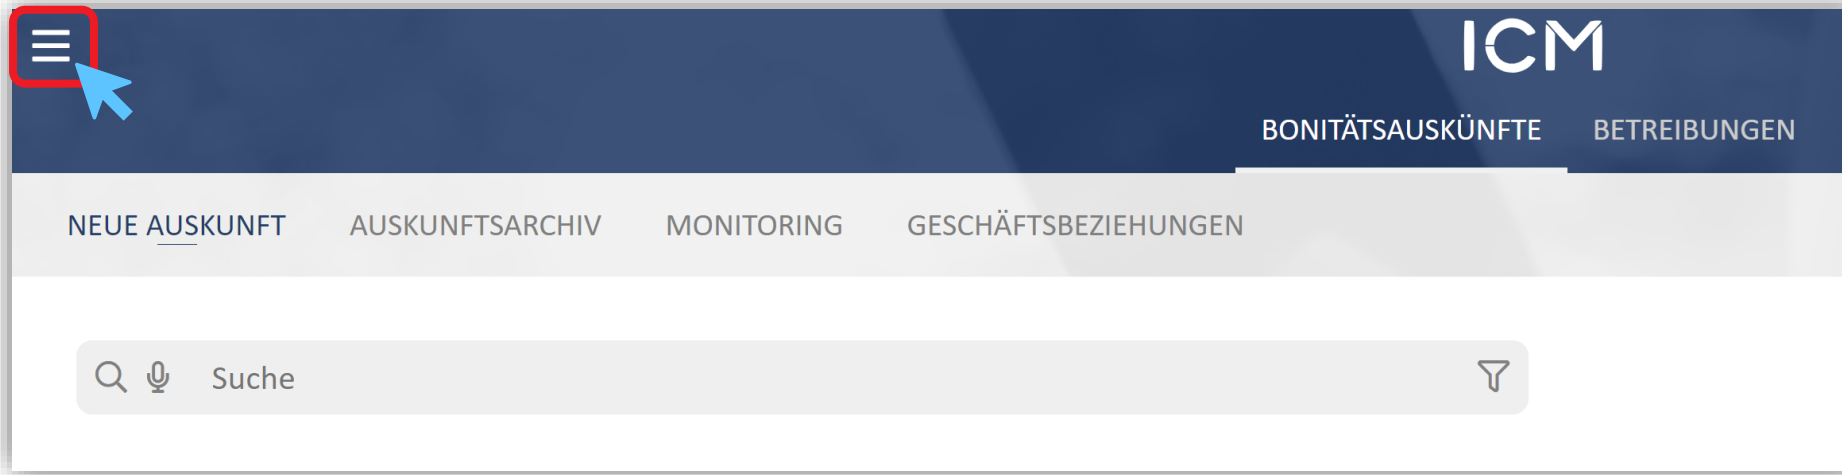 ICM
BONITÄTSAUSKÜNFTE BETREIBUNGEN
NEUE AUSKUNFT AUSKUNFTSARCHIV MONITORING GESCHÄFTSBEZIEHUNGEN
Suche